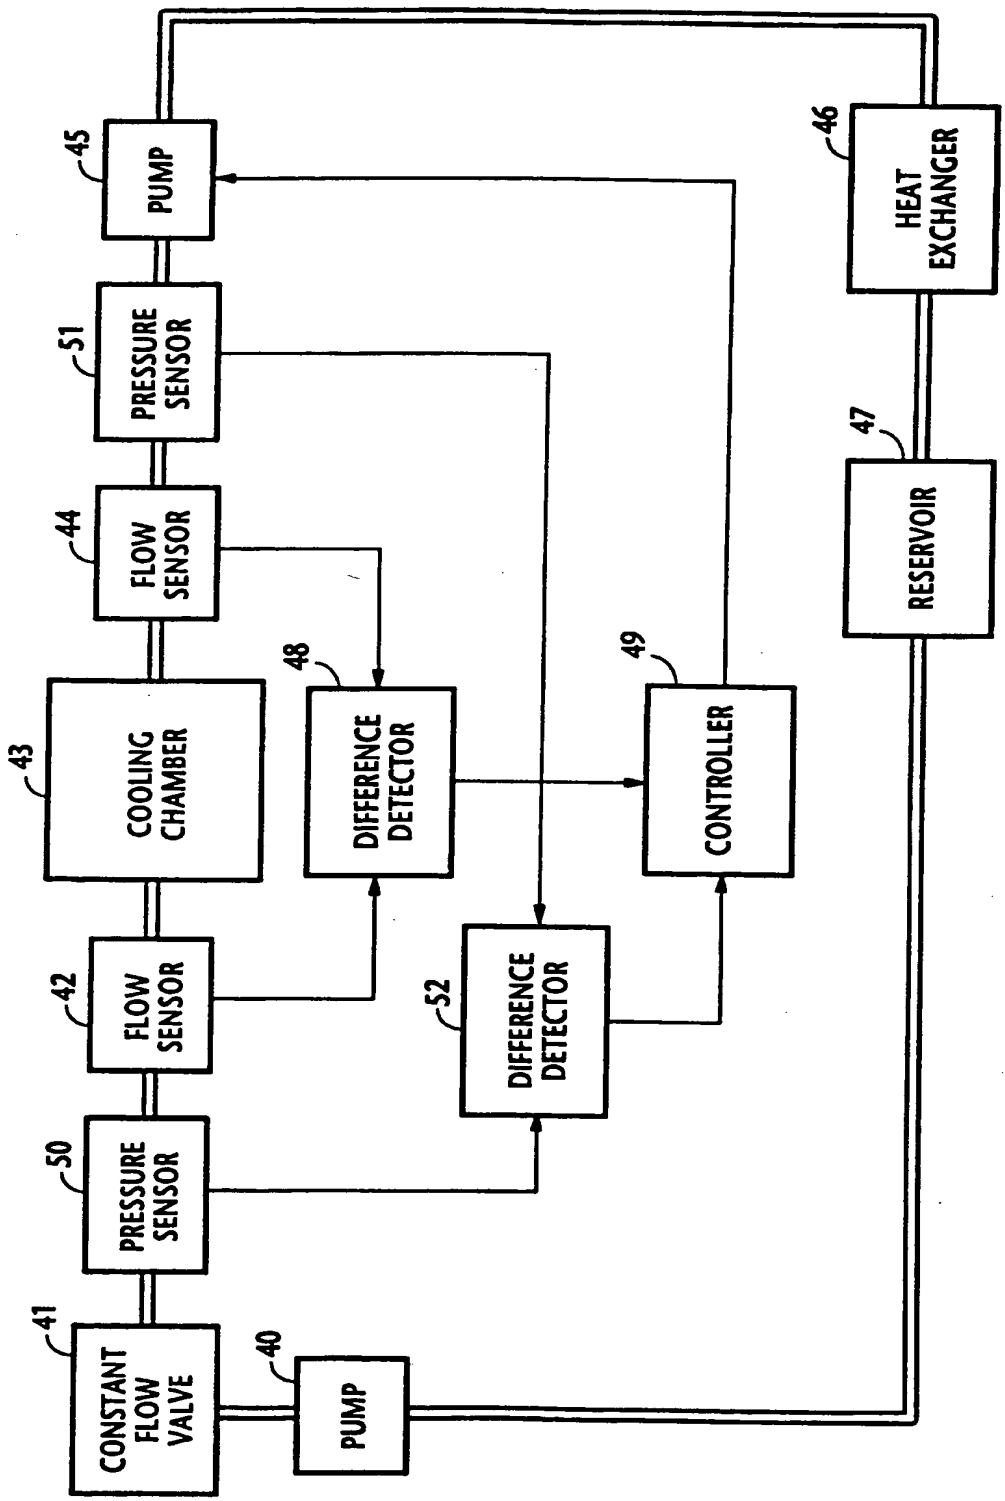 41
CONSTANT
FLOW
VALVE
50
PRESSURE
SENSOR
42
FLOW
SENSOR
43
COOLING
CHAMBER
44
FLOW
SENSOR
51
PRESSURE
SENSOR
45
PUMP
40
PUMP
52
DIFFERENCE
DETECTOR
48
DIFFERENCE
DETECTOR
49
CONTROLLER
47
RESERVOIR
46
HEAT
EXCHANGER